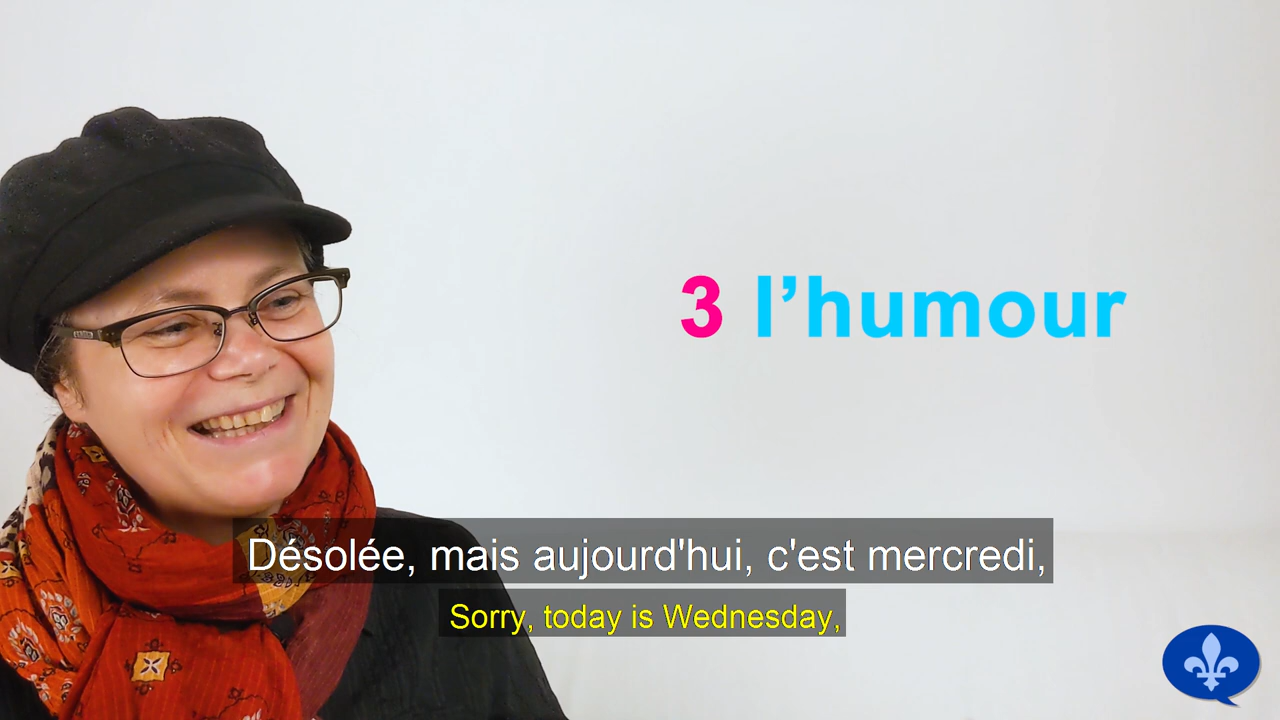 3 l’humour
Désolée, mais aujourd'hui, c'est mercredi,
Sorry, today is Wednesday,